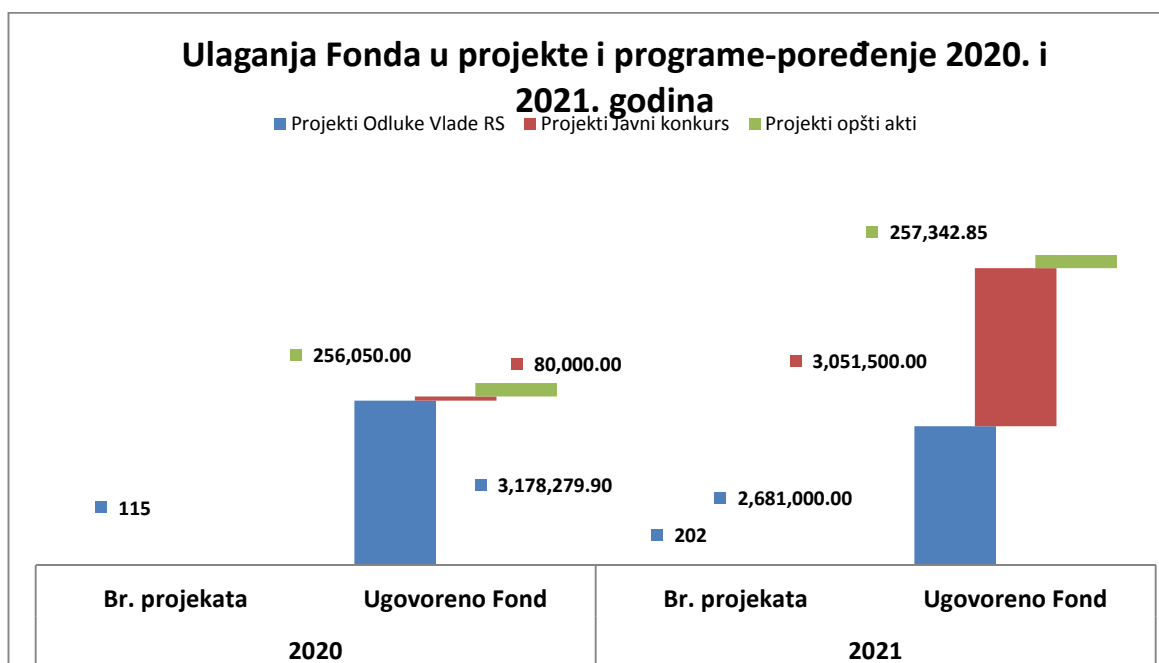 Ulaganja Fonda u projekte i programe-poređenje 2020. i
2021. godina
Projekti Odluke Vlade RS Projekti Javni konkurs Projekti opšti akti
257,342.85
256,050.00
80,000.00
3,051,500.00
3,178,279.90
2,681,000.00
115
202
Br. projekata Ugovoreno Fond Br. projekata Ugovoreno Fond
2020 2021